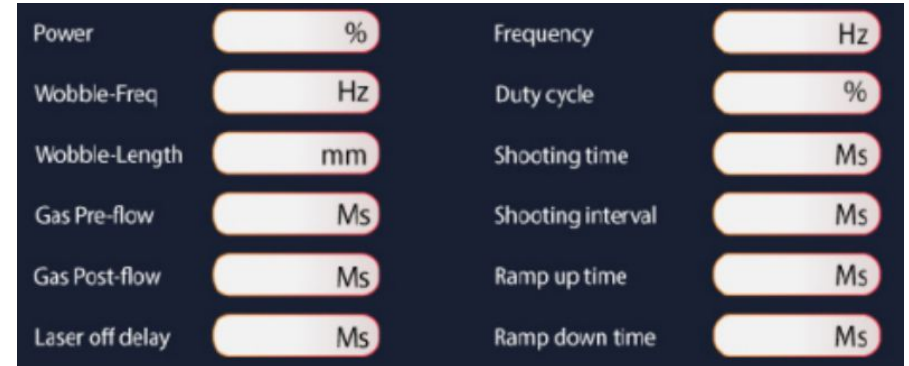 Power % Frequency Hz
Wobble-Freq Hz Duty cycle %
Wobble-Length mm Shooting time Ms
Gas Pre-flow Ms Shooting interval Ms
Gas Post-flow Ms Ramp up time Ms
Laser off delay Ms Ramp down time Ms